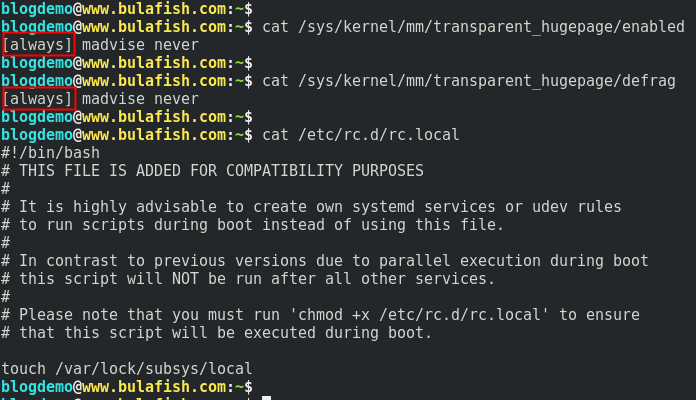 blogdemo@www.bulafish.com:~$
blogdemo@www.bulafish.com:~$ cat /sys/kernel/mm/transparent_hugepage/enabled
[always] madvise never
blogdemo@www.bulafish.com:~$
blogdemo@www.bulafish.com:~$ cat /sys/kernel/mm/transparent_hugepage/defrag
[always] madvise never
blogdemo@www.bulafish.com:~$
blogdemo@www.bulafish.com:~$ cat /etc/rc.d/rc.local
#!/bin/bash
# THIS FILE IS ADDED FOR COMPATIBILITY PURPOSES
#
# It is highly advisable to create own systemd services or udev rules
# to run scripts during boot instead of using this file.
#
# In contrast to previous versions due to parallel execution during boot
# this script will NOT be run after all other services.
#
# Please note that you must run 'chmod +x /etc/rc.d/rc.local' to ensure
# that this script will be executed during boot.
touch /var/lock/subsys/local
blogdemo@www.bulafish.com:~$